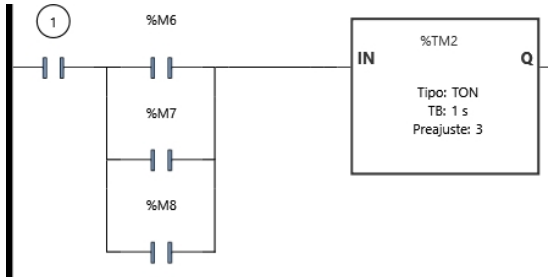 1
%M6
%TM2
IN
Q
Tipo: TON
TB: 1 s
Preajuste: 3
%M7
%M8